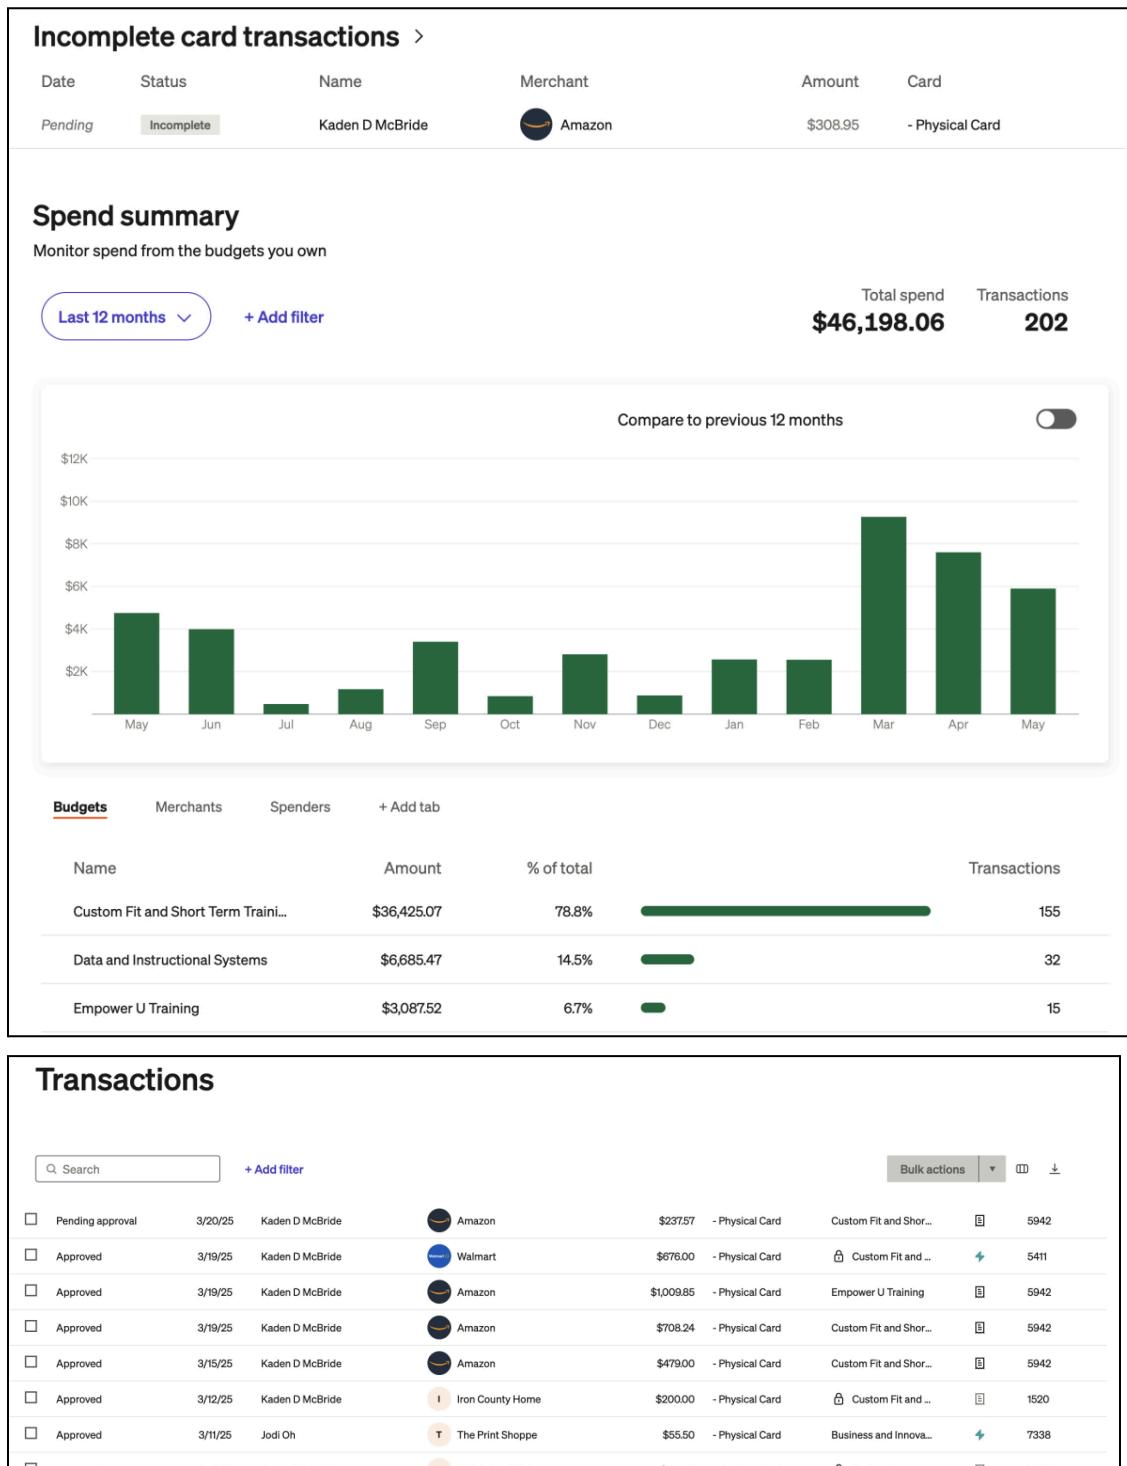 Incomplete card transactions >
Date Status Name Merchant Amount Card
Pending Incomplete Kaden D McBride Amazon $308.95 - Physical Card
Spend summary
Monitor spend from the budgets you own
Total spend Transactions
Last 12 months + Add filter $46,198.06 202
Compare to previous 12 months
$12K
$10K
$8K
$6K
$4K
$2K
May Jun Jul Aug Sep Oct Nov Dec Jan Feb Mar Apr May
Budgets Merchants Spenders + Add tab
Name Amount % of total Transactions
Custom Fit and Short Term Traini... $36,425.07 78.8% 155
Data and Instructional Systems $6,685.47 14.5% 32
Empower U Training $3,087.52 6.7% 15
Transactions
Search + Add filter Bulk actions
Pending approval 3/20/25 Kaden D McBride Amazon $237.57 - Physical Card Custom Fit and Shor... 5942
Approved 3/19/25 Kaden D McBride Walmart $676.00 - Physical Card Custom Fit and ... 5411
Approved 3/19/25 Kaden D McBride Amazon $1,009.85 - Physical Card Empower U Training 5942
Approved 3/19/25 Kaden D McBride Amazon $708.24 - Physical Card Custom Fit and Shor... 5942
Approved 3/15/25 Kaden D McBride Amazon $479.00 - Physical Card Custom Fit and Shor... 5942
Approved 3/12/25 Kaden D McBride I Iron County Home $200.00 - Physical Card Custom Fit and ... 1520
Approved 3/11/25 Jodi Oh T The Print Shoppe $55.50 - Physical Card Business and Innova... 7338